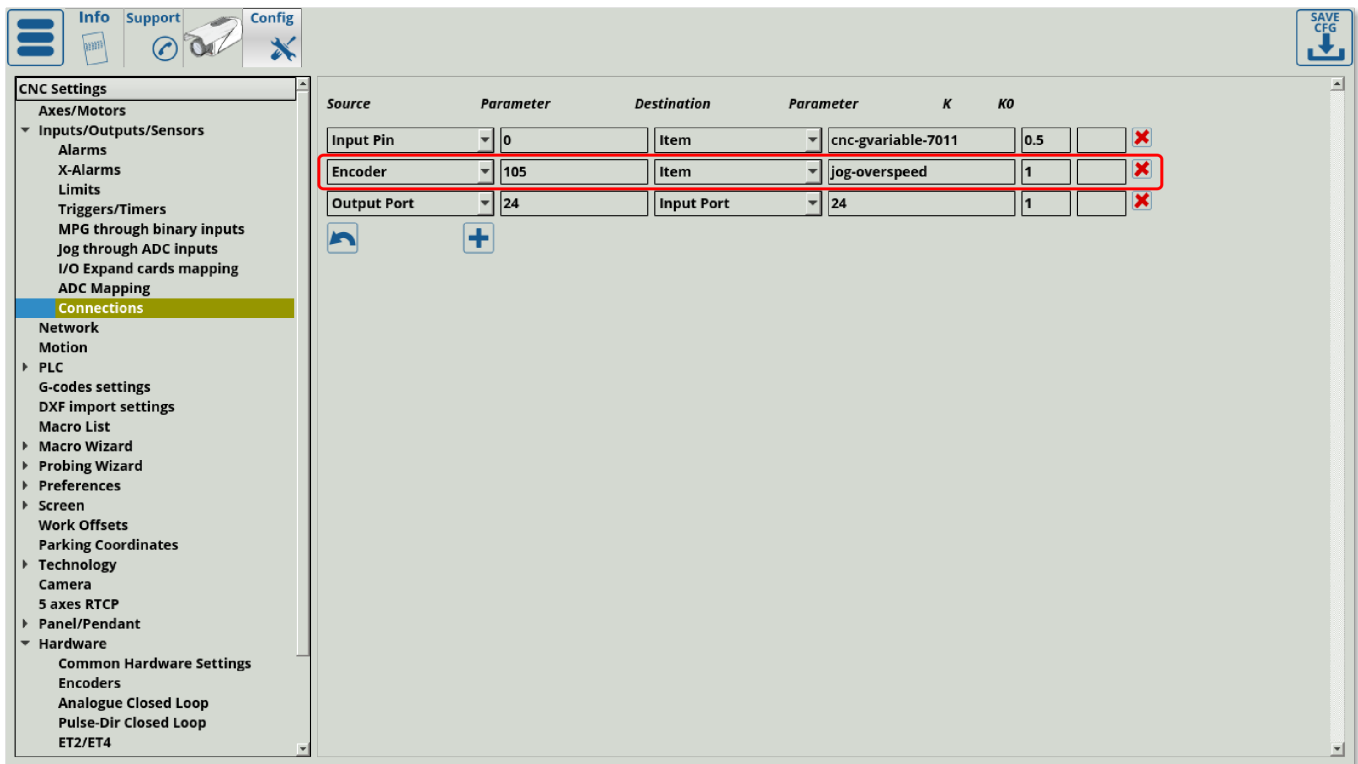 Info
Support
Config
SAVE
CFG
CNC Settings
Axes/Motors
Inputs/Outputs/Sensors
Alarms
X-Alarms
Limits
Triggers/Timers
MPG through binary inputs
Jog through ADC inputs
I/O Expand cards mapping
ADC Mapping
Connections
Network
Motion
PLC
G-codes settings
DXF import settings
Macro List
Macro Wizard
Probing Wizard
Preferences
Screen
Work Offsets
Parking Coordinates
Technology
Camera
5 axes RTCP
Panel/Pendant
Hardware
Common Hardware Settings
Encoders
Analogue Closed Loop
Pulse-Dir Closed Loop
ET2/ET4
Source Parameter Destination Parameter K K0
Input Pin 0 Item cnc-gvariable-7011 0.5
Encoder 105 Item jog-overspeed 1
Output Port 24 Input Port 24 1